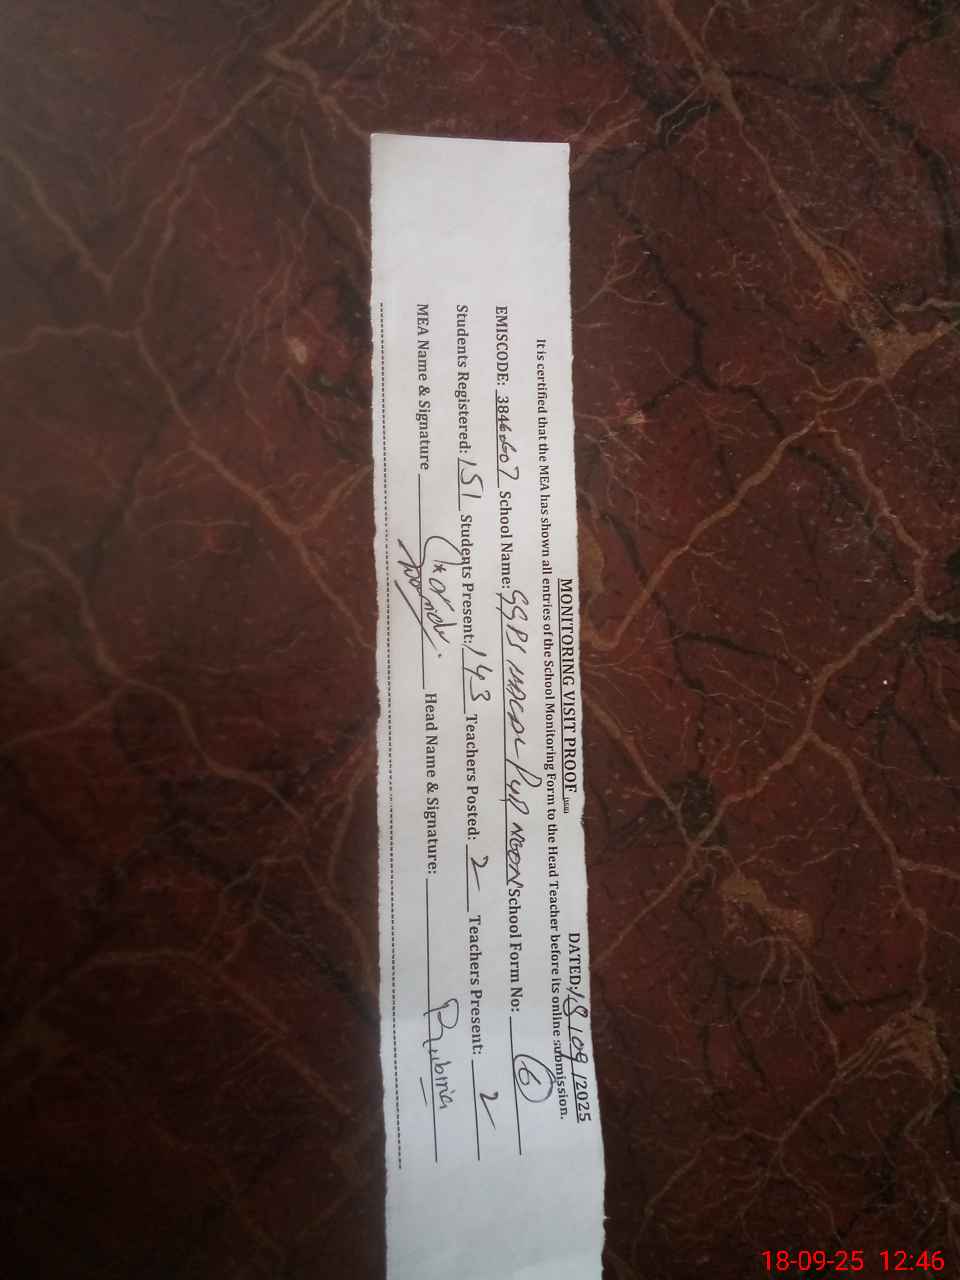 MONITORING VISIT PROOF DATED: 18/09/2025
It is certified that the MEA has shown all entries of the School Monitoring Form to the Head Teacher before its online submission.
EMISCODE: 38460607 School Name: GGPS NOON School Form No: 6
Students Registered: 151 Students Present: 143 Teachers Posted: 2 Teachers Present: 2
MEA Name & Signature Head Name & Signature: Rubina
18-09-25 12:46